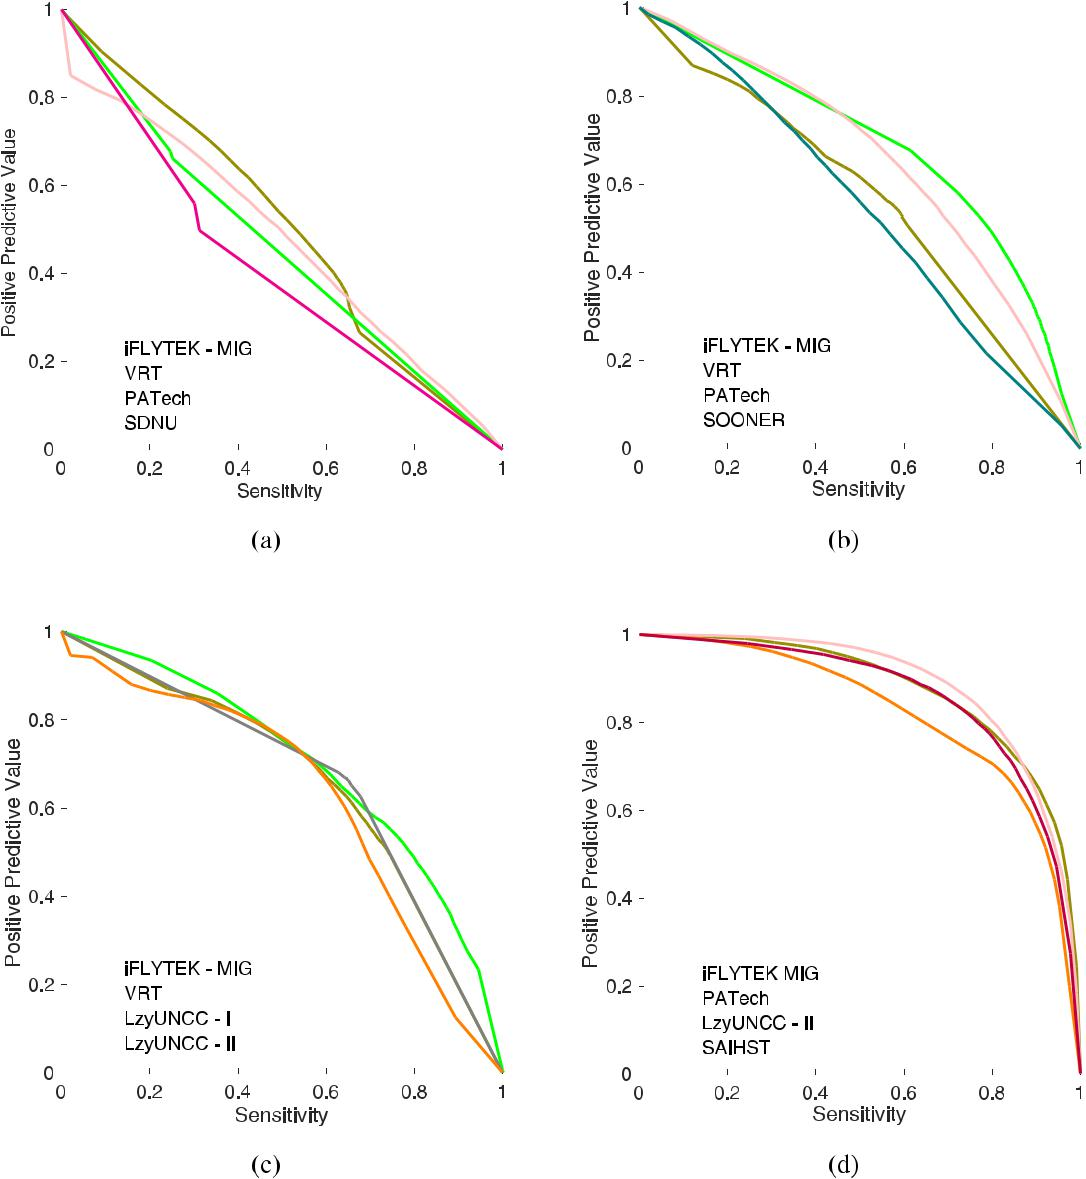 1
0.8
0.6
0.4
0.2
0
0 0.2 0.4 0.6 0.8 1
Positive Predictive Value
Sensitivity
iFLYTEK - MIG
VRT
PATech
SDNU
(a)
1
0.8
0.6
0.4
0.2
0
0 0.2 0.4 0.6 0.8 1
Positive Predictive Value
Sensitivity
iFLYTEK - MIG
VRT
PATech
SOONER
(b)
1
0.8
0.6
0.4
0.2
0
0 0.2 0.4 0.6 0.8 1
Positive Predictive Value
Sensitivity
iFLYTEK - MIG
VRT
LzyUNCC - I
LzyUNCC - II
(c)
1
0.8
0.6
0.4
0.2
0
0 0.2 0.4 0.6 0.8 1
Positive Predictive Value
Sensitivity
iFLYTEK MIG
PATech
LzyUNCC - II
SAIHST
(d)